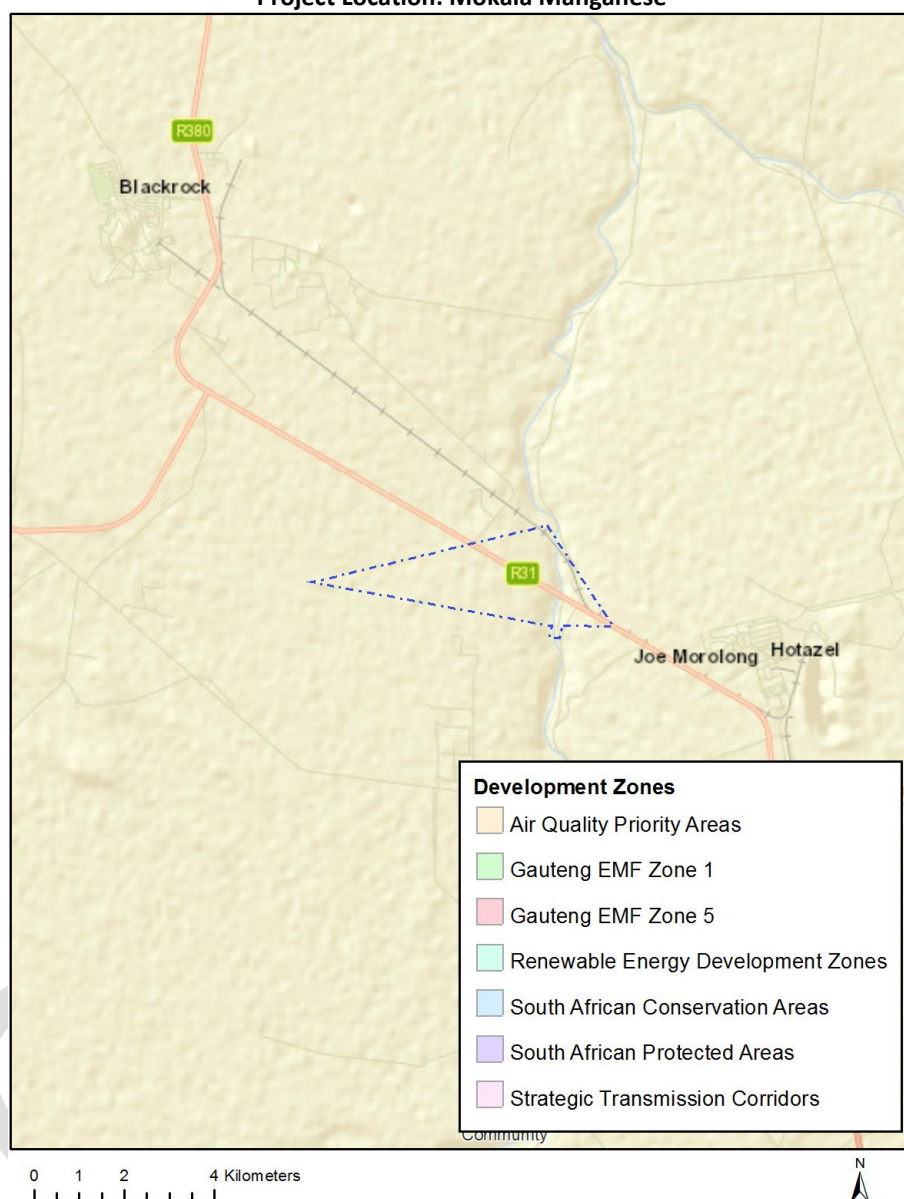 Project Location: Mokala Manganese
R380
Blackrock
R31
Joe Morolong
Hotazel
Development Zones
Air Quality Priority Areas
Gauteng EMF Zone 1
Gauteng EMF Zone 5
Renewable Energy Development Zones
South African Conservation Areas
South African Protected Areas
Strategic Transmission Corridors
Community
0 1 2 4 Kilometers
N